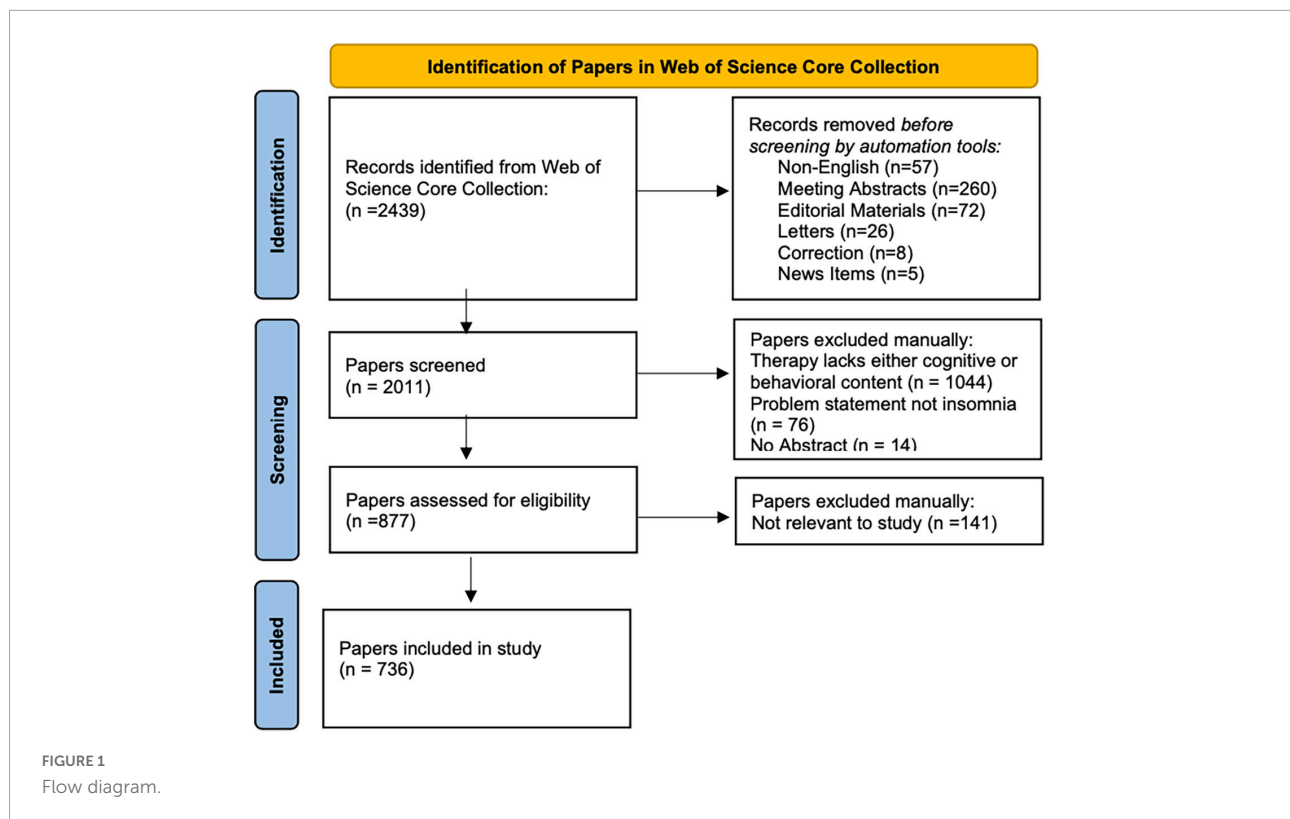 Identification of Papers in Web of Science Core Collection
Identification
Records identified from Web of
Science Core Collection:
(n =2439)
Records removed before
screening by automation tools:
Non-English (n=57)
Meeting Abstracts (n=260)
Editorial Materials (n=72)
Letters (n=26)
Correction (n=8)
News Items (n=5)
Screening
Papers screened
(n = 2011)
Papers excluded manually:
Therapy lacks either cognitive or
behavioral content (n = 1044)
Problem statement not insomnia
(n = 76)
No Abstract (n = 14)
Papers assessed for eligibility
(n =877)
Papers excluded manually:
Not relevant to study (n =141)
Included
Papers included in study
(n = 736)
FIGURE 1
Flow diagram.